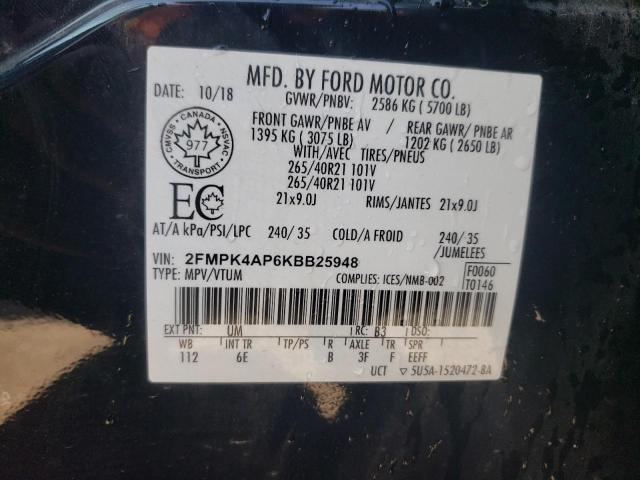 MFD. BY FORD MOTOR CO.
DATE: 10/18 GVWR/PNBV: 2586 KG ( 5700 LB)
FRONT GAWR/PNBE AV / REAR GAWR/ PNBE AR
1395 KG ( 3075 LB) 1202 KG ( 2650 LB)
WITH/AVEC TIRES/PNEUS
265/40R21 101V
265/40R21 101V
21x9.0J RIMS/JANTES 21x9.0J
CANADA
CMVSS NSVAC
977
TRANSPORT
EC
AT/A kPa/PSI/LPC 240/ 35 COLD/A FROID 240/ 35
/JUMELEES
VIN: 2FMPK4AP6KBB25948
TYPE: MPV/VTUM COMPLIES: ICES/NMB-002
F0060
T0146
EXT PNT: UM RC: B3 DSO:
WB INT TR TP/PS R AXLE TR SPR
112 6E B 3F F EEFF
UCT ▽ 5U5A-1520472-8A